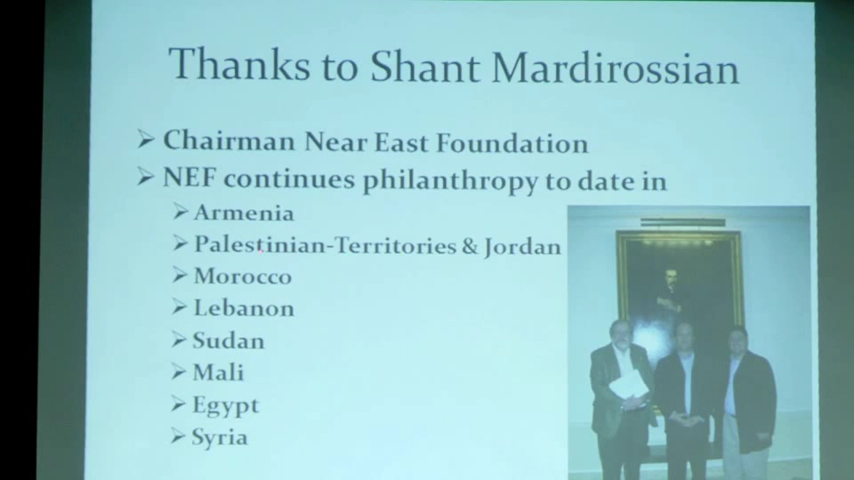 Thanks to Shant Mardirossian
➢ Chairman Near East Foundation
➢ NEF continues philanthropy to date in
➢ Armenia
➢ Palestinian-Territories & Jordan
➢ Morocco
➢ Lebanon
➢ Sudan
➢ Mali
➢ Egypt
➢ Syria